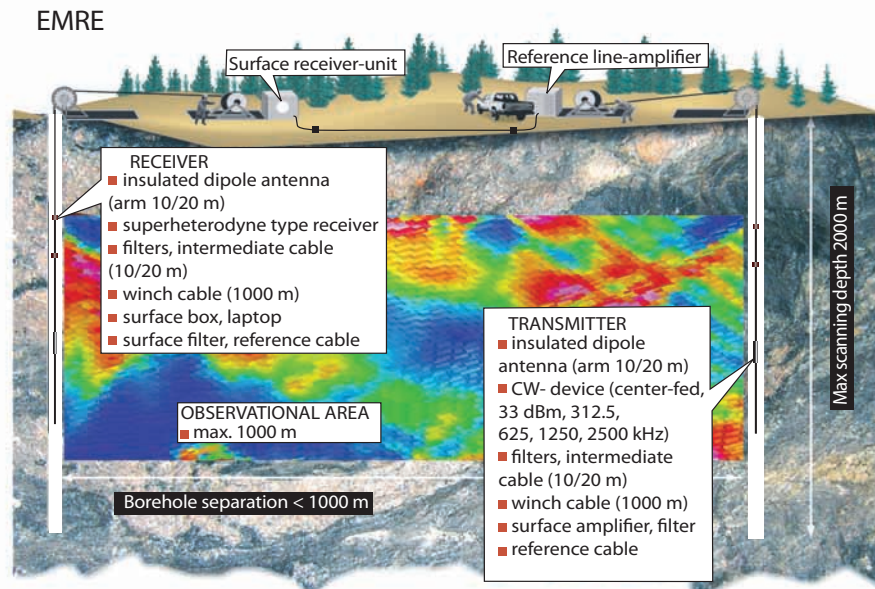 EMRE
Surface receiver-unit
Reference line-amplifier
RECEIVER
■ insulated dipole antenna
(arm 10/20 m)
■ superheterodyne type receiver
■ filters, intermediate cable
(10/20 m)
■ winch cable (1000 m)
■ surface box, laptop
■ surface filter, reference cable
TRANSMITTER
■ insulated dipole
antenna (arm 10/20 m)
■ CW- device (center-fed,
33 dBm, 312.5,
625, 1250, 2500 kHz)
■ filters, intermediate
cable (10/20 m)
■ winch cable (1000 m)
■ surface amplifier, filter
■ reference cable
OBSERVATIONAL AREA
■ max. 1000 m
Borehole separation < 1000 m
Max scanning depth 2000 m